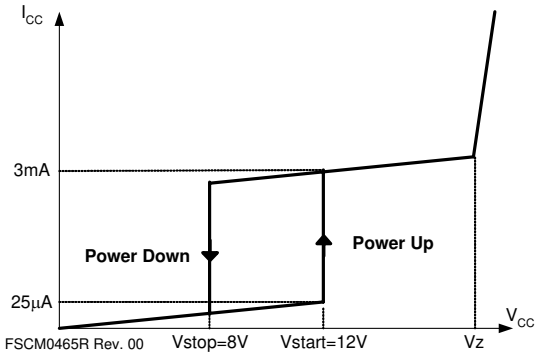 I_CC
3mA
Power Down
Power Up
25µA
V_CC
FSCM0465R Rev. 00
Vstop=8V
Vstart=12V
Vz